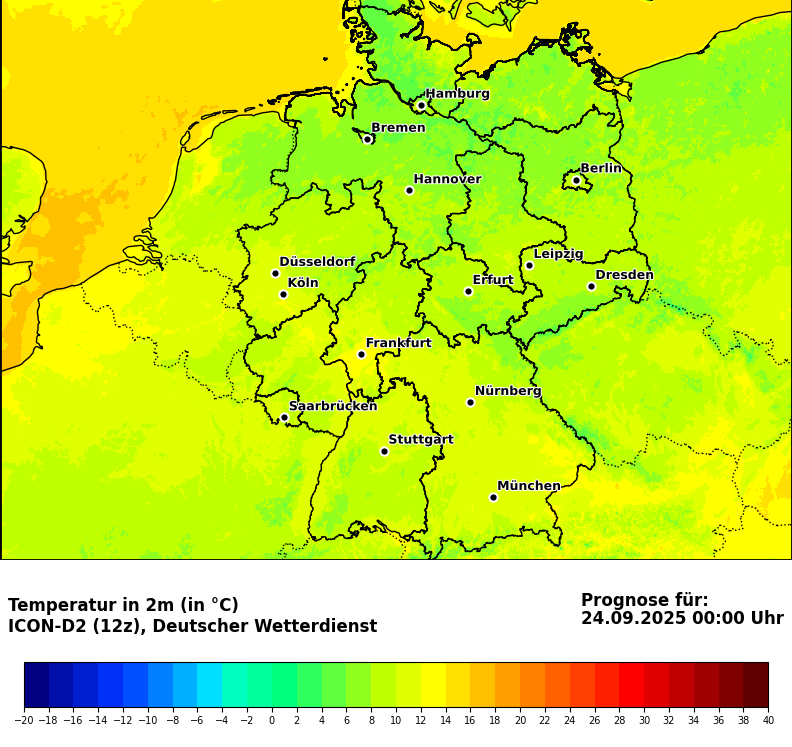 Hamburg
Bremen
Berlin
Hannover
Leipzig
Düsseldorf
Dresden
Köln
Erfurt
Frankfurt
Nürnberg
Saarbrücken
Stuttgart
München
Temperatur in 2m (in °C)
ICON-D2 (12z), Deutscher Wetterdienst
Prognose für:
24.09.2025 00:00 Uhr
−20 −18 −16 −14 −12 −10 −8 −6 −4 −2 0 2 4 6 8 10 12 14 16 18 20 22 24 26 28 30 32 34 36 38 40